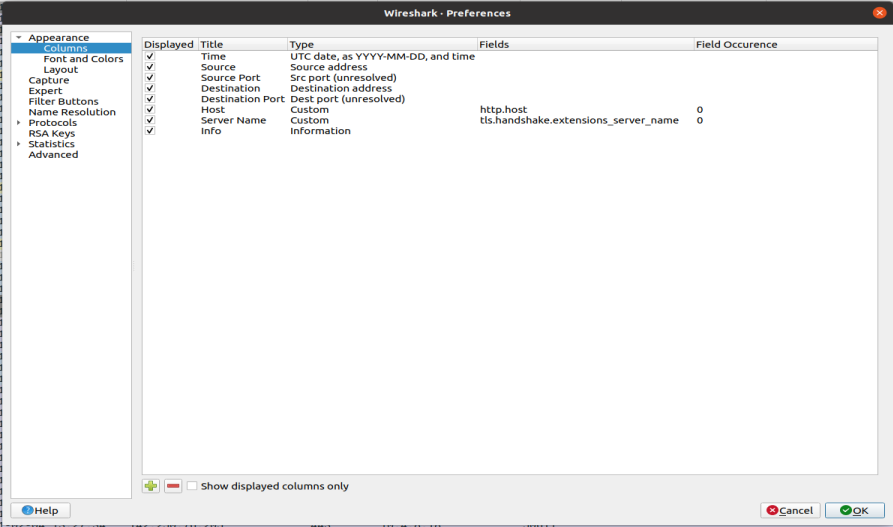 Wireshark · Preferences
Appearance
Columns
Font and Colors
Layout
Capture
Expert
Filter Buttons
Name Resolution
Protocols
RSA Keys
Statistics
Advanced
Displayed Title Type Fields Field Occurence
Time UTC date, as YYYY-MM-DD, and time
Source Source address
Source Port Src port (unresolved)
Destination Destination address
Destination Port Dest port (unresolved)
Host Custom http.host 0
Server Name Custom tls.handshake.extensions_server_name 0
Info Information
Show displayed columns only
Help Cancel OK